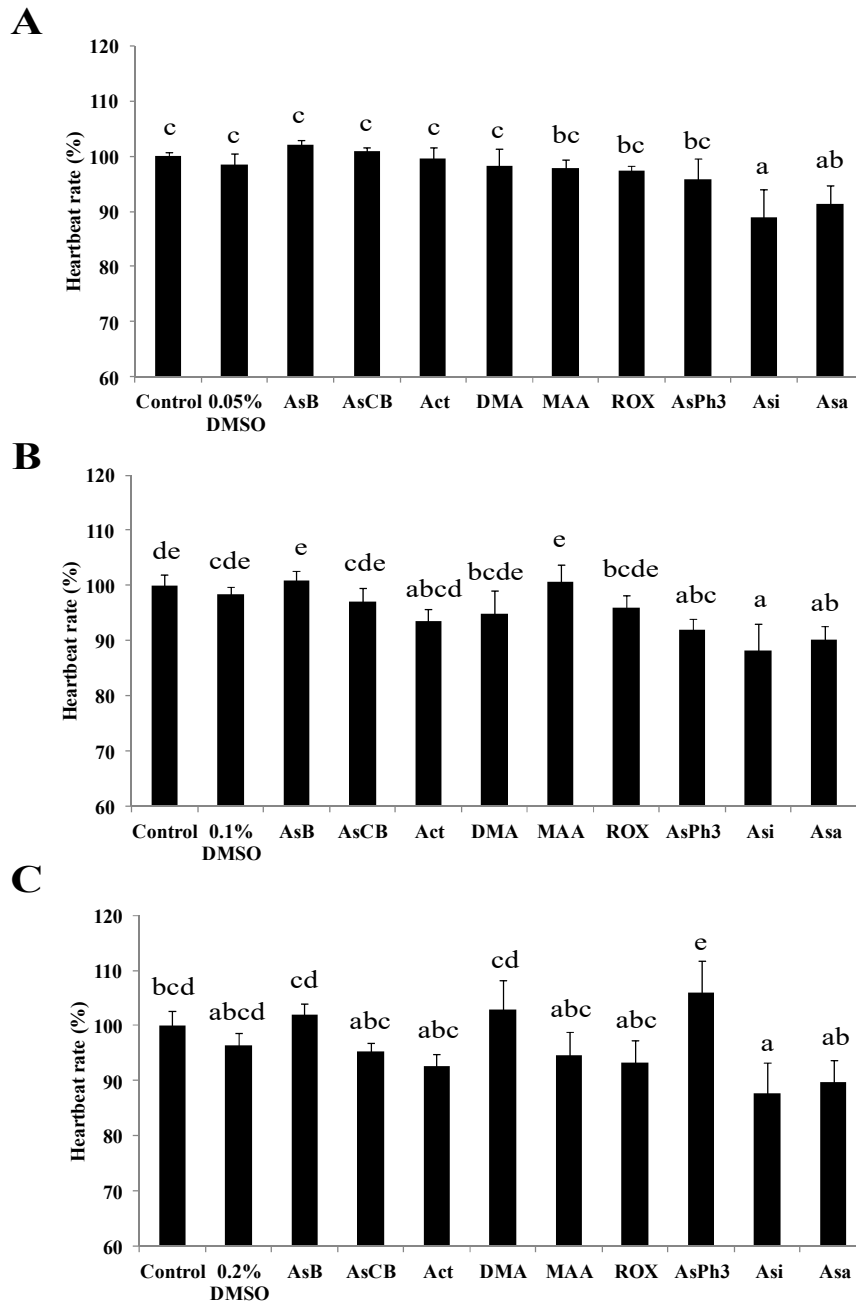 A
Heartbeat rate (%)
120
110
100
90
80
70
60
c c c c c c bc bc bc a ab
Control 0.05% DMSO AsB AsCB Act DMA MAA ROX AsPh3 Asi Asa
B
Heartbeat rate (%)
120
110
100
90
80
70
60
de cde e cde abcd bcde e bcde abc a ab
Control 0.1% DMSO AsB AsCB Act DMA MAA ROX AsPh3 Asi Asa
C
Heartbeat rate (%)
120
110
100
90
80
70
60
bcd abcd cd abc abc cd abc abc e a ab
Control 0.2% DMSO AsB AsCB Act DMA MAA ROX AsPh3 Asi Asa